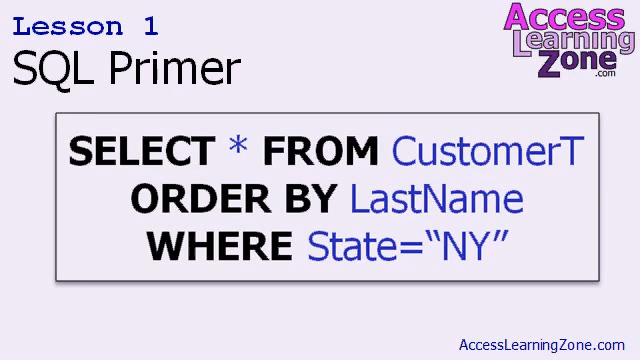 Lesson 1
SQL Primer
Access
Learning
Zone
.com
SELECT * FROM CustomerT
ORDER BY LastName
WHERE State=“NY”
AccessLearningZone.com